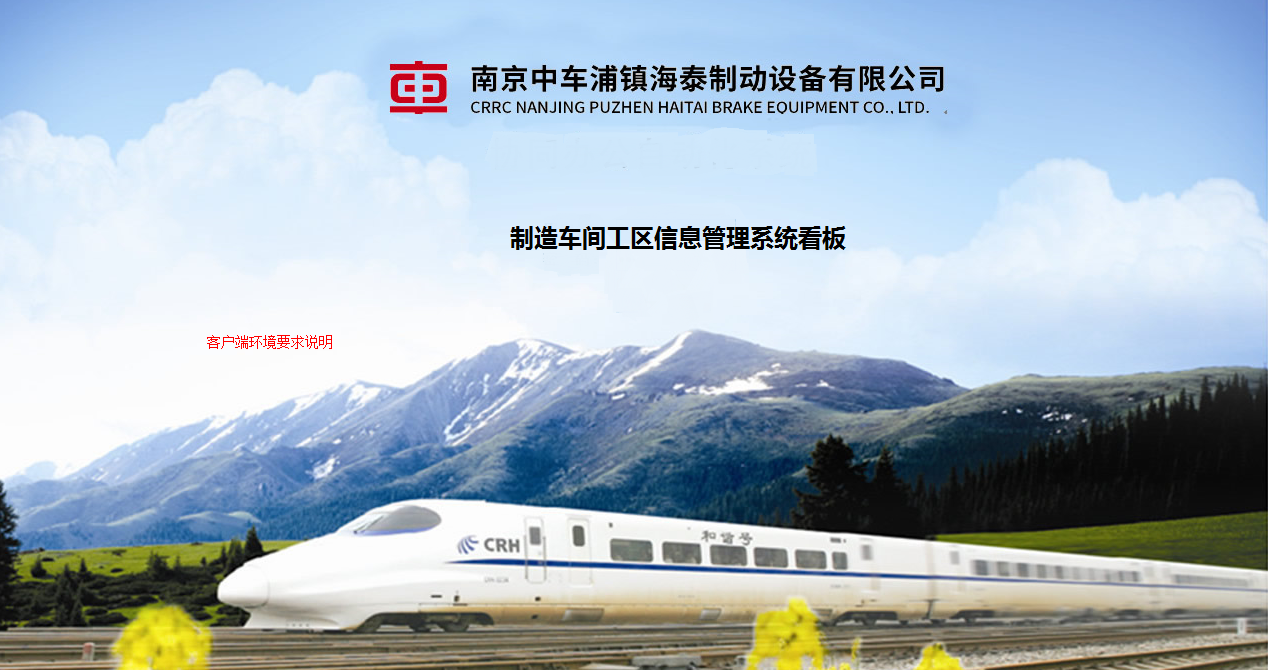 南京中车浦镇海泰制动设备有限公司
CRRC NANJING PUZHEN HAITAI BRAKE EQUIPMENT CO., LTD.
制造车间工区信息管理系统看板
客户端环境要求说明
和谐号
CRH